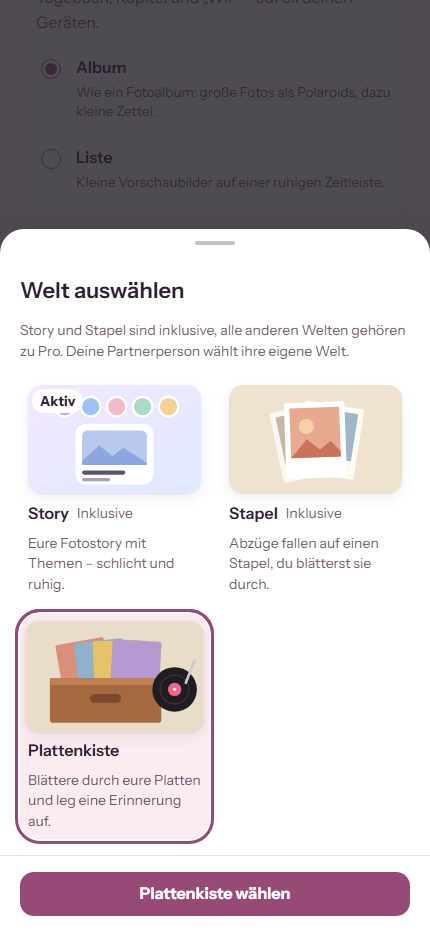 Geräten.
Album
Wie ein Fotoalbum: große Fotos als Polaroids, dazu
kleine Zettel.
Liste
Kleine Vorschaubilder auf einer ruhigen Zeitleiste.
Welt auswählen
Story und Stapel sind inklusive, alle anderen Welten gehören
zu Pro. Deine Partnerperson wählt ihre eigene Welt.
Aktiv
Story Inklusive
Eure Fotostory mit
Themen – schlicht und
ruhig.
Stapel Inklusive
Abzüge fallen auf einen
Stapel, du blätterst sie
durch.
Plattenkiste
Blättere durch eure Platten
und leg eine Erinnerung
auf.
Plattenkiste wählen